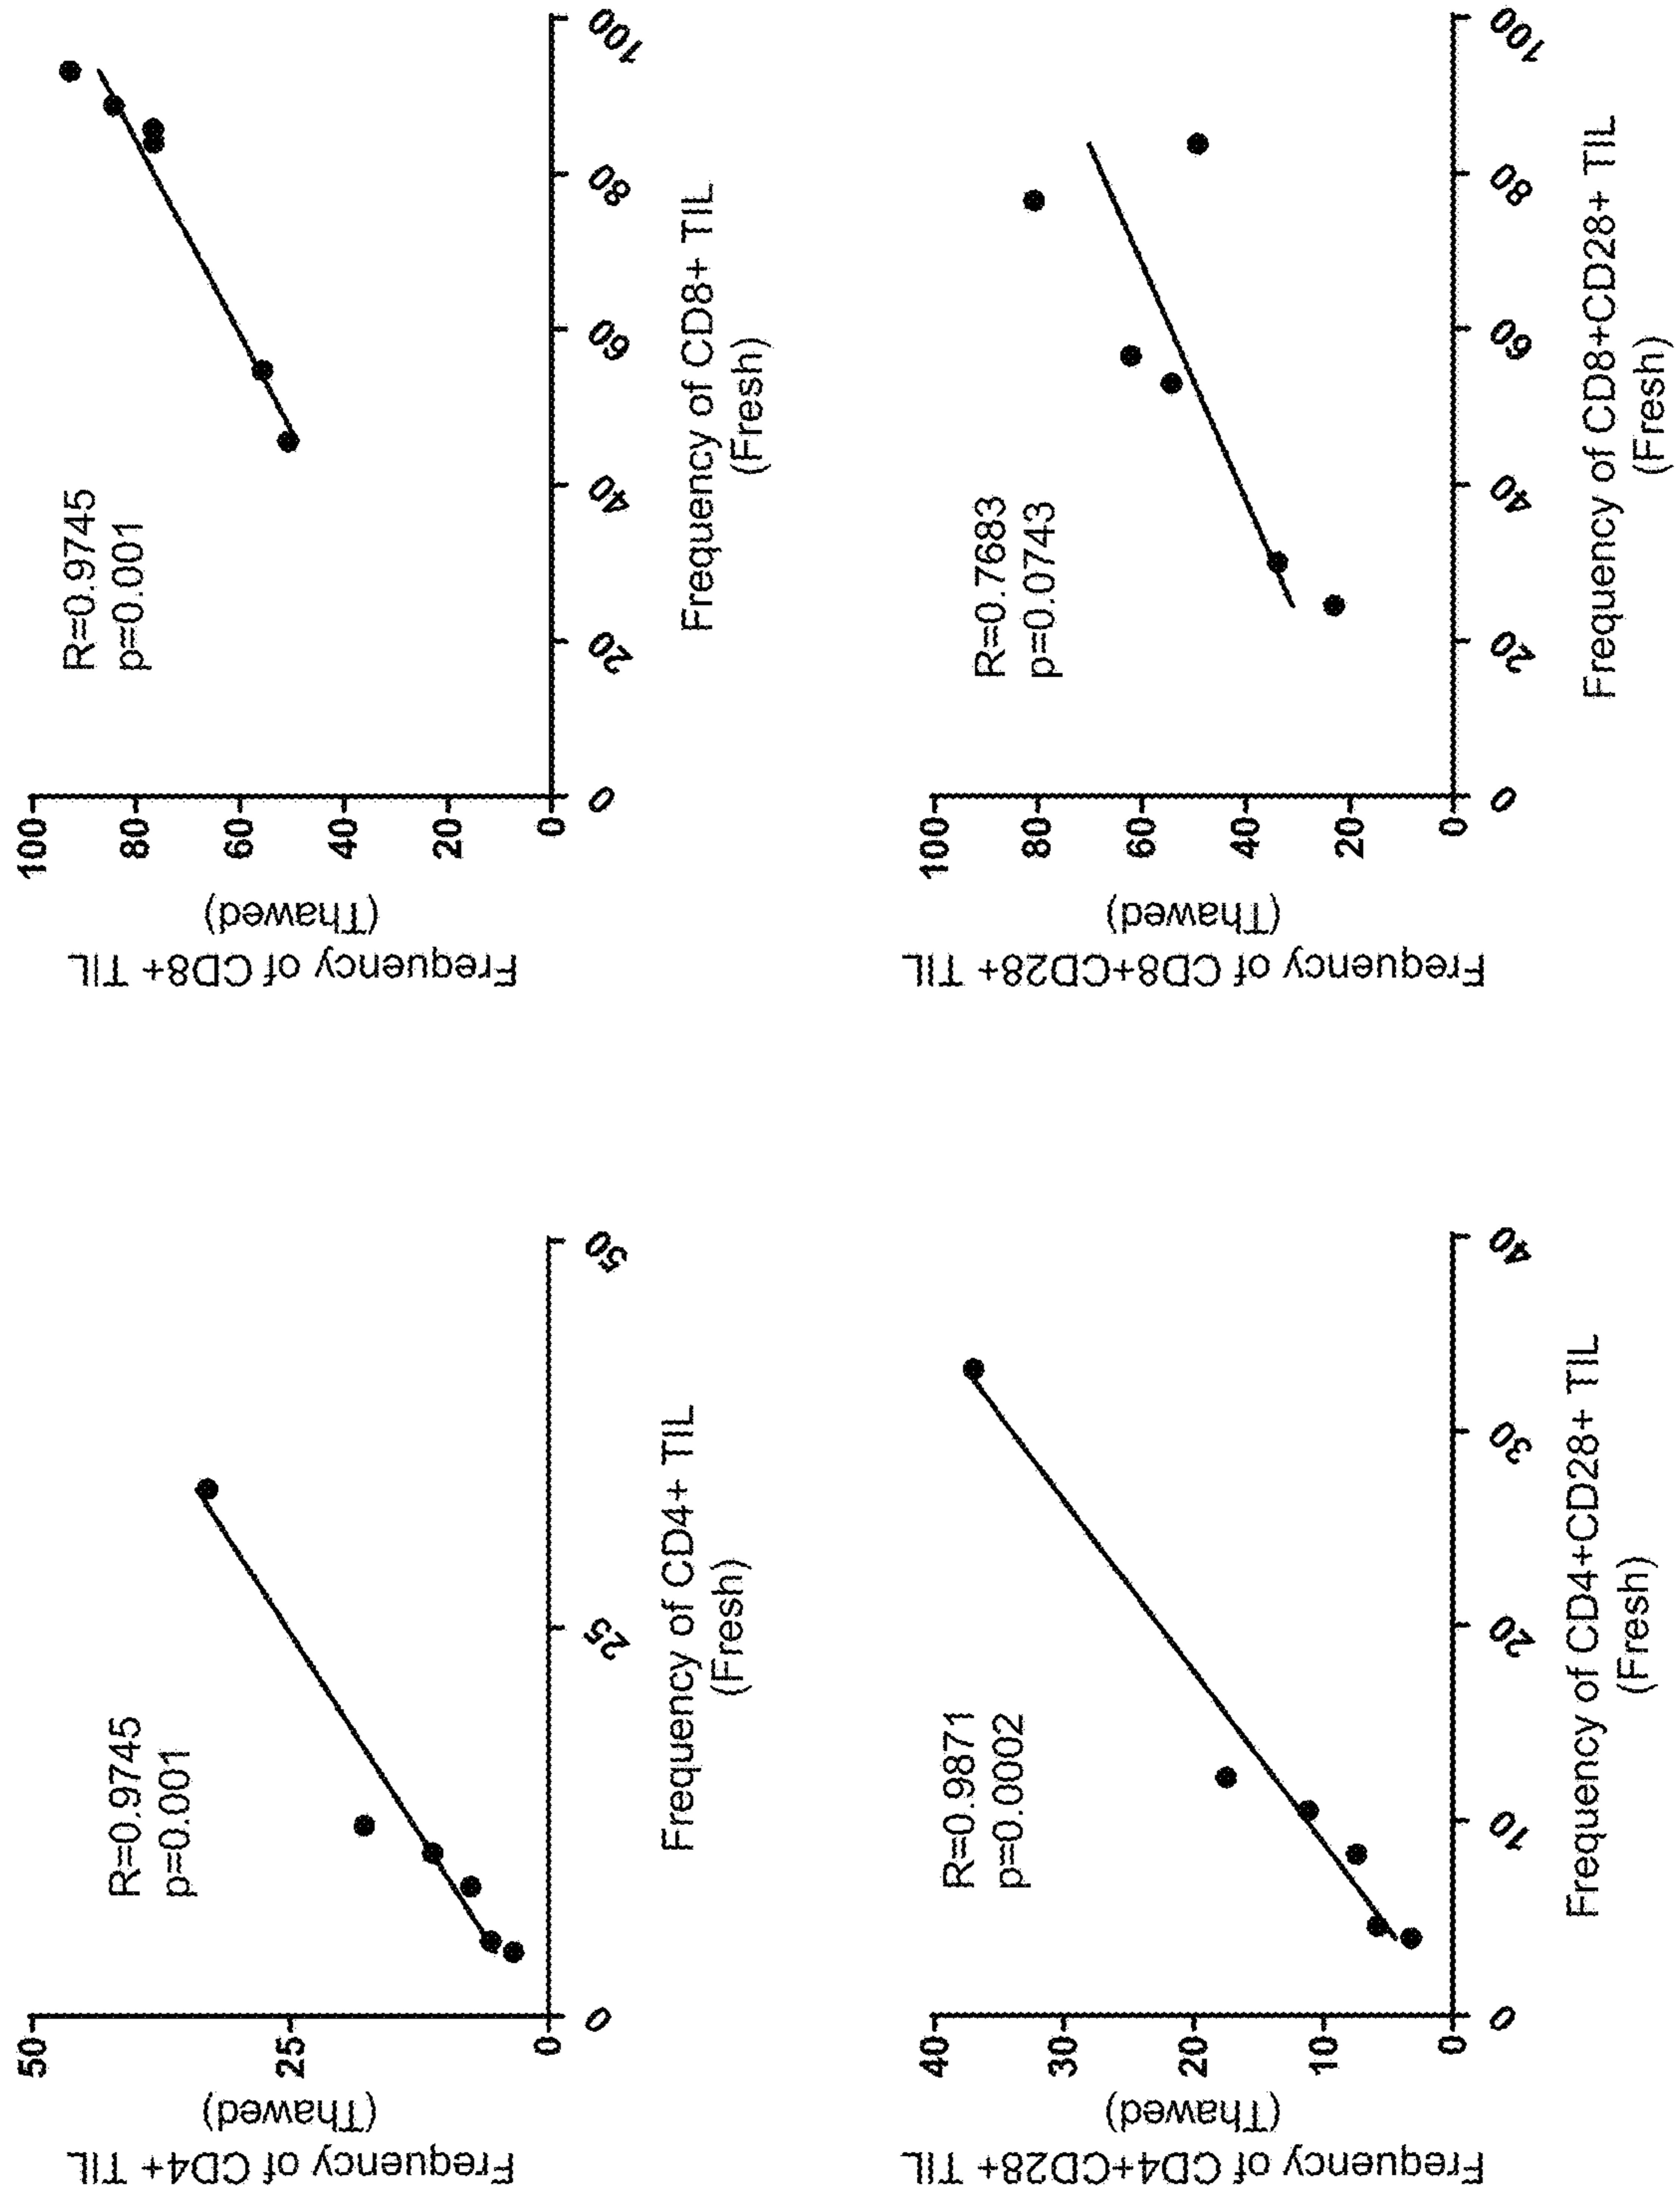 R=0.9745
p=0.001
50
25
0
Frequency of CD4+ TIL
(Thawed)
0
25
50
Frequency of CD4+ TIL
(Fresh)
R=0.9745
p=0.001
100
80
60
40
20
0
Frequency of CD8+ TIL
(Thawed)
0
20
40
60
80
100
Frequency of CD8+ TIL
(Fresh)
R=0.9871
p=0.0002
40
30
20
10
0
Frequency of CD4+CD28+ TIL
(Thawed)
0
10
20
30
40
Frequency of CD4+CD28+ TIL
(Fresh)
R=0.7683
p=0.0743
100
80
60
40
20
0
Frequency of CD8+CD28+ TIL
(Thawed)
0
20
40
60
80
100
Frequency of CD8+CD28+ TIL
(Fresh)